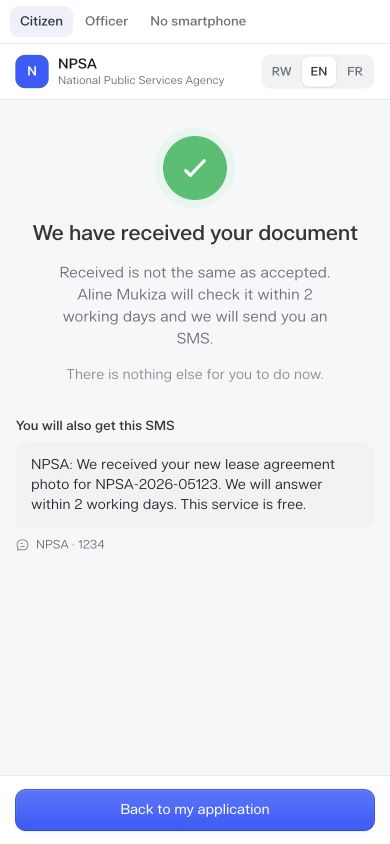 Citizen Officer No smartphone
N
NPSA
National Public Services Agency
RW EN FR
We have received your document
Received is not the same as accepted.
Aline Mukiza will check it within 2
working days and we will send you an
SMS.
There is nothing else for you to do now.
You will also get this SMS
NPSA: We received your new lease agreement
photo for NPSA-2026-05123. We will answer
within 2 working days. This service is free.
NPSA · 1234
Back to my application